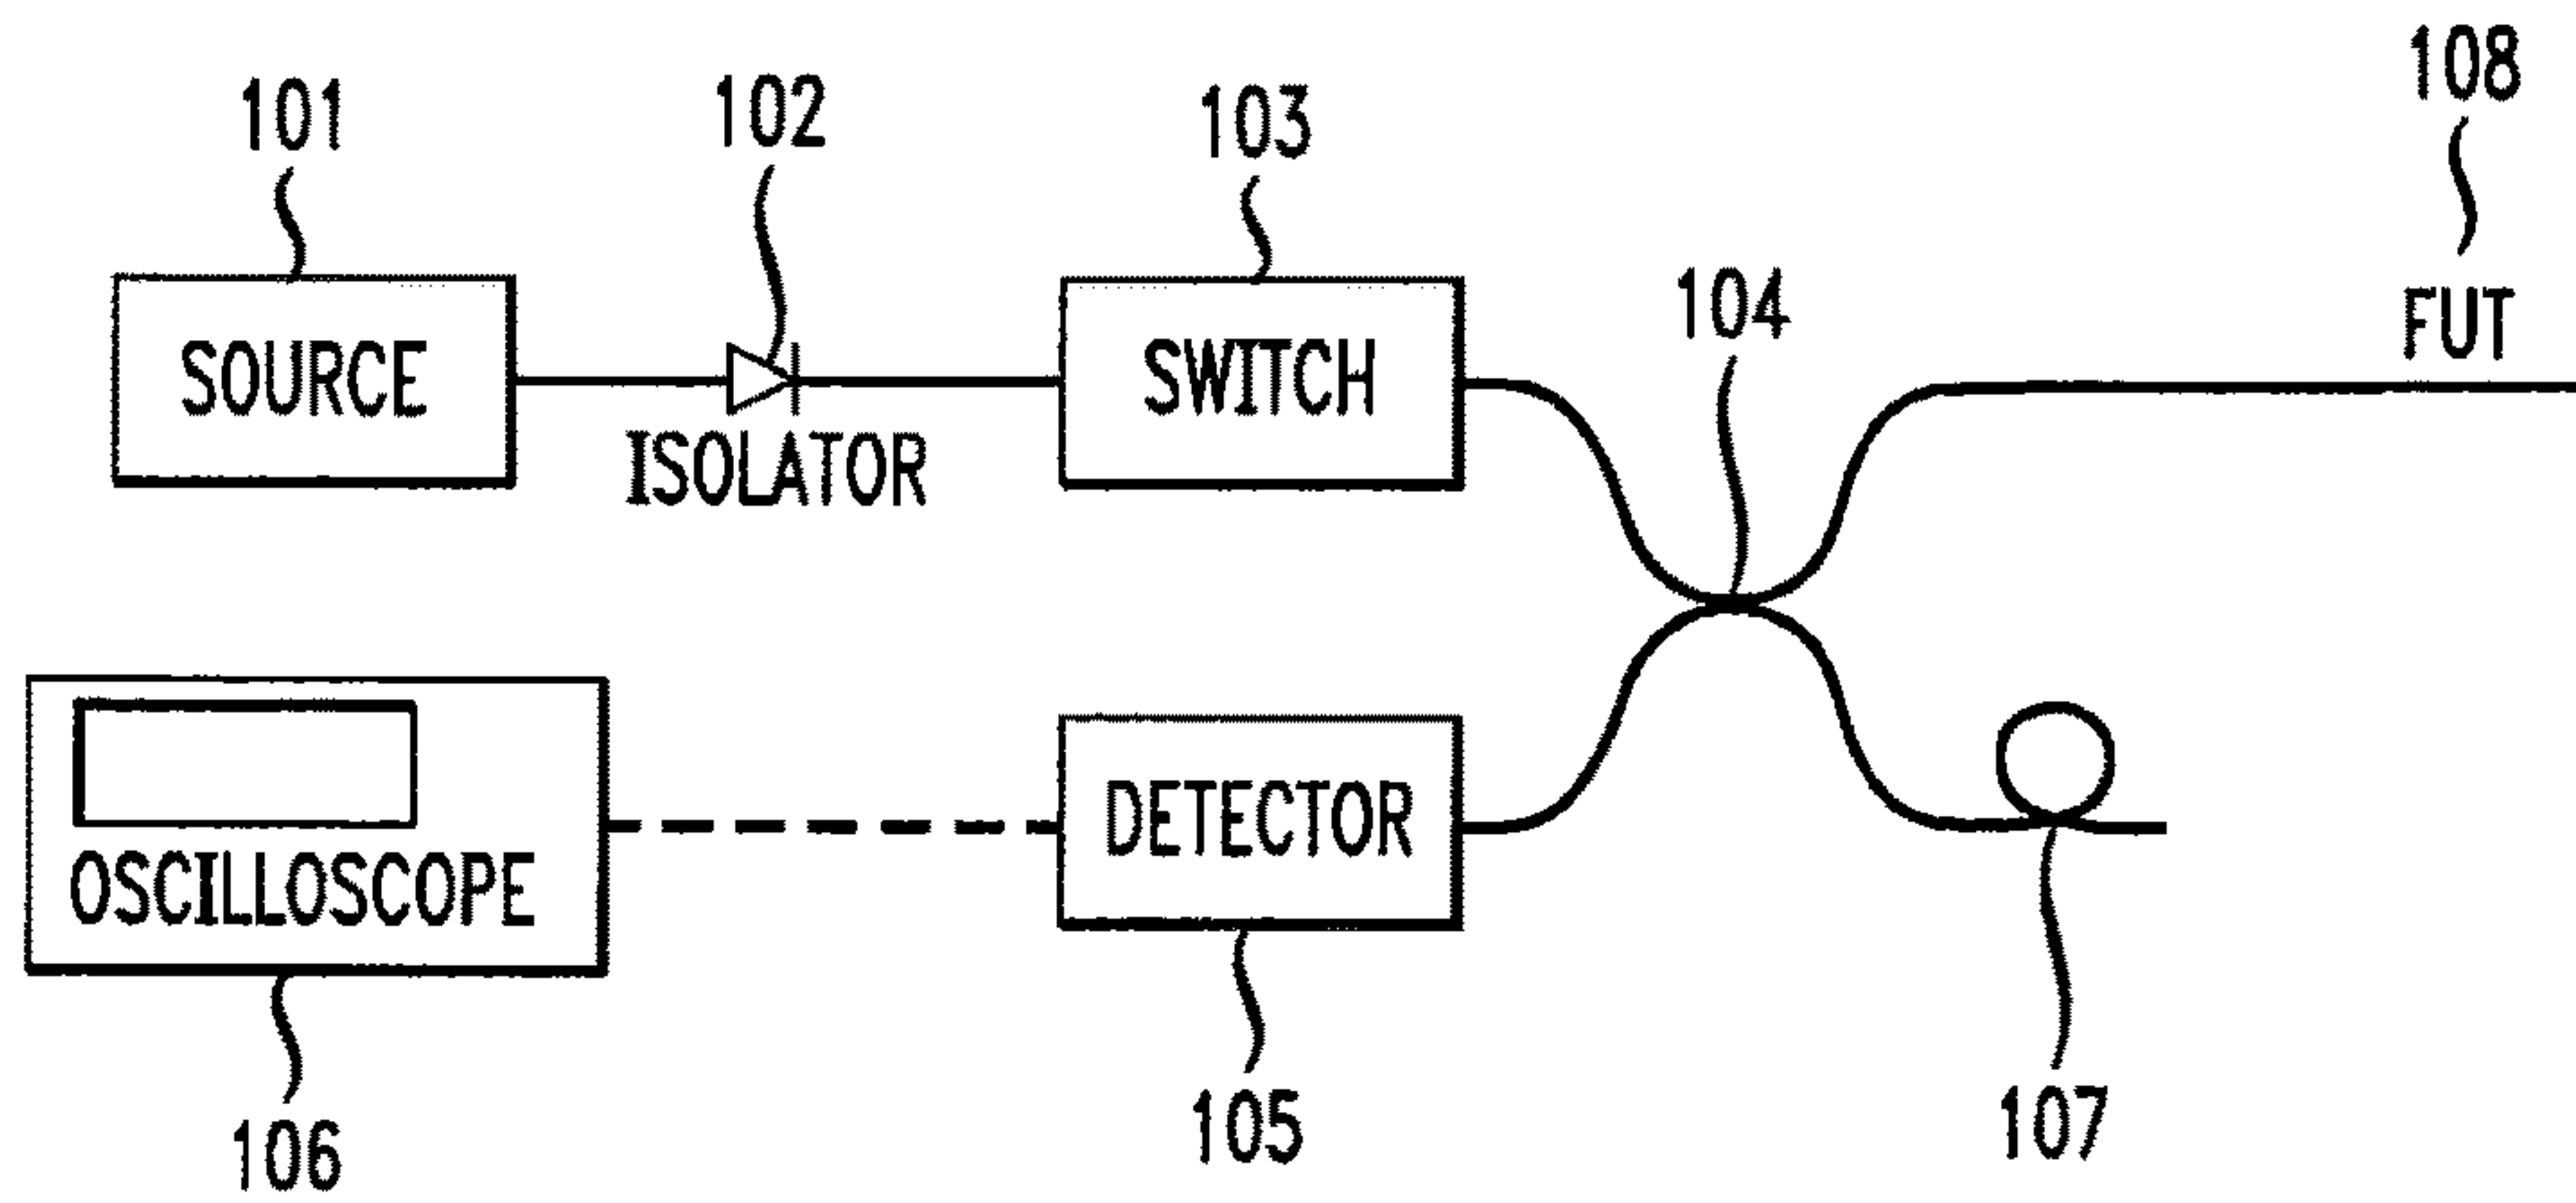 101
102
103
108
SOURCE
ISOLATOR
SWITCH
104
FUT
OSCILLOSCOPE
DETECTOR
106
105
107